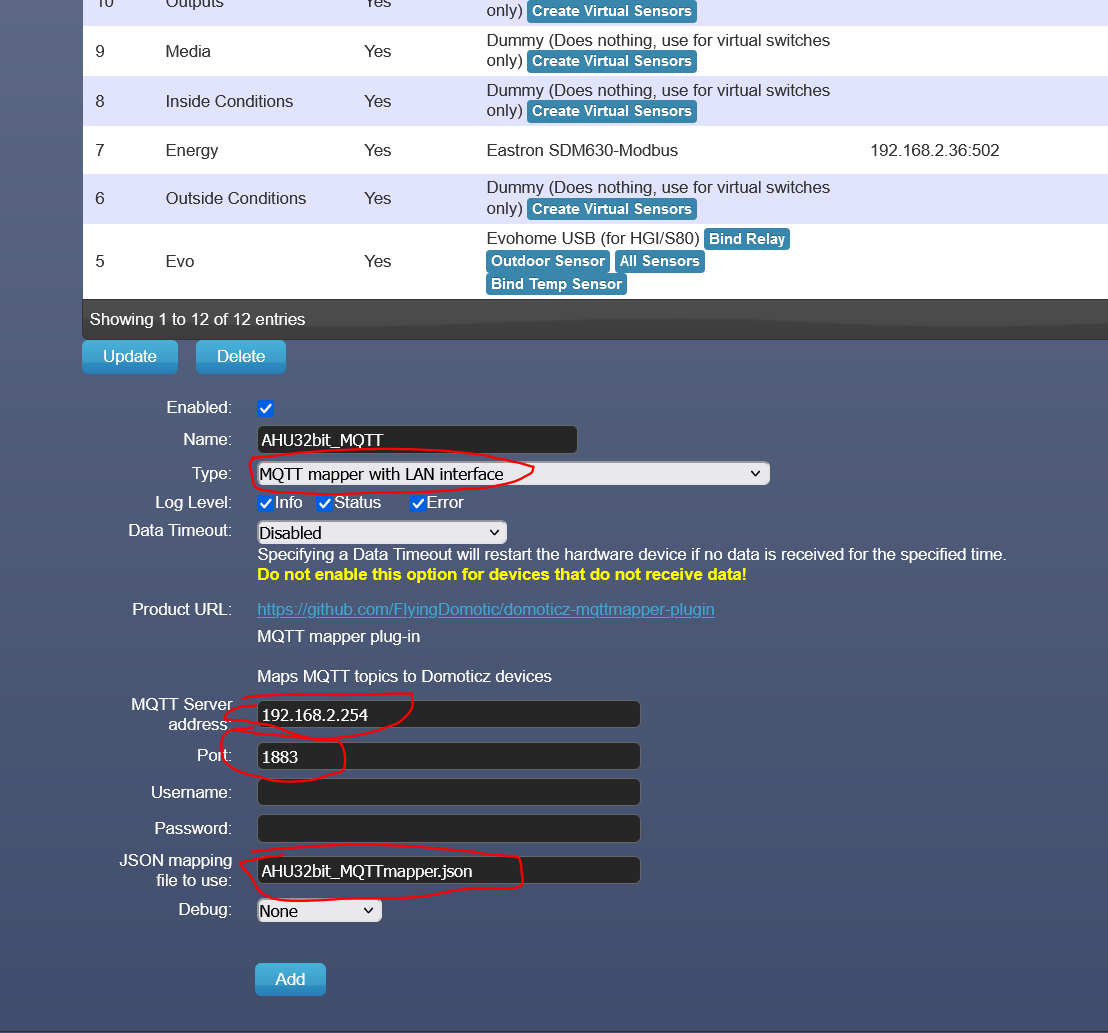 10 Outputs Yes only) Create Virtual Sensors
9 Media Yes Dummy (Does nothing, use for virtual switches
only) Create Virtual Sensors
8 Inside Conditions Yes Dummy (Does nothing, use for virtual switches
only) Create Virtual Sensors
7 Energy Yes Eastron SDM630-Modbus 192.168.2.36:502
6 Outside Conditions Yes Dummy (Does nothing, use for virtual switches
only) Create Virtual Sensors
5 Evo Yes Evohome USB (for HGI/S80) Bind Relay
Outdoor Sensor All Sensors
Bind Temp Sensor
Showing 1 to 12 of 12 entries
Update Delete
Enabled:
Name: AHU32bit_MQTT
Type: MQTT mapper with LAN interface
Log Level: Info Status Error
Data Timeout: Disabled
Specifying a Data Timeout will restart the hardware device if no data is received for the specified time.
Do not enable this option for devices that do not receive data!
Product URL: https://github.com/FlyingDomotic/domoticz-mqttmapper-plugin
MQTT mapper plug-in
Maps MQTT topics to Domoticz devices
MQTT Server
address: 192.168.2.254
Port: 1883
Username:
Password:
JSON mapping
file to use: AHU32bit_MQTTmapper.json
Debug: None
Add